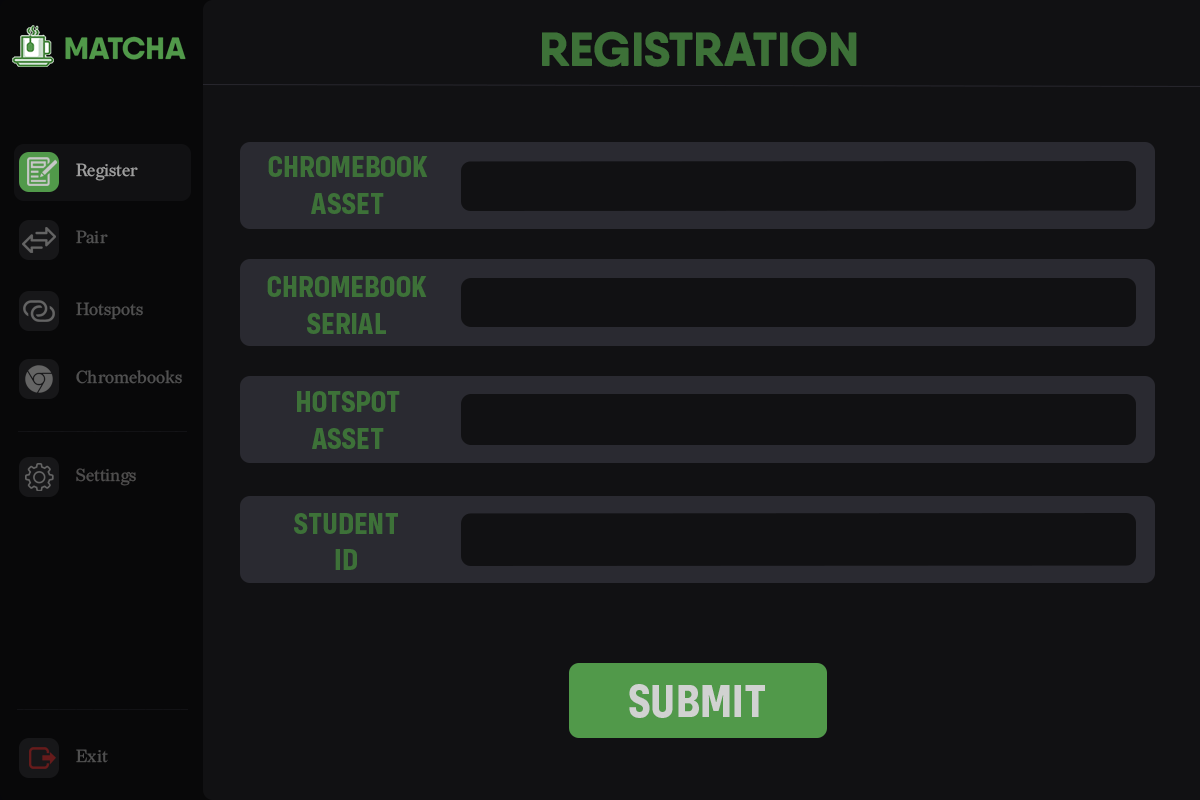 MATCHA
REGISTRATION
Register
Pair
Hotspots
Chromebooks
Settings
Exit
CHROMEBOOK
ASSET
CHROMEBOOK
SERIAL
HOTSPOT
ASSET
STUDENT
ID
SUBMIT